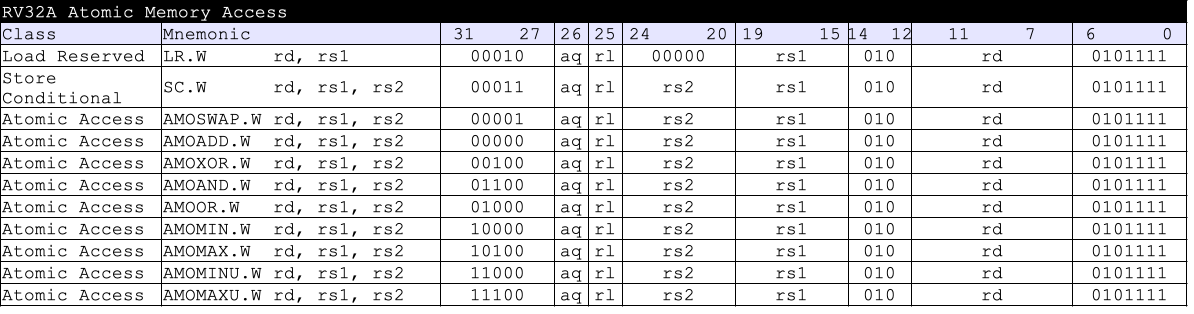 RV32A Atomic Memory Access
Class Mnemonic 31 27 26 25 24 20 19 15 14 12 11 7 6 0
Load Reserved LR.W rd, rs1 00010 aq rl 00000 rs1 010 rd 0101111
Store
Conditional SC.W rd, rs1, rs2 00011 aq rl rs2 rs1 010 rd 0101111
Atomic Access AMOSWAP.W rd, rs1, rs2 00001 aq rl rs2 rs1 010 rd 0101111
Atomic Access AMOADD.W rd, rs1, rs2 00000 aq rl rs2 rs1 010 rd 0101111
Atomic Access AMOXOR.W rd, rs1, rs2 00100 aq rl rs2 rs1 010 rd 0101111
Atomic Access AMOAND.W rd, rs1, rs2 01100 aq rl rs2 rs1 010 rd 0101111
Atomic Access AMOOR.W rd, rs1, rs2 01000 aq rl rs2 rs1 010 rd 0101111
Atomic Access AMOMIN.W rd, rs1, rs2 10000 aq rl rs2 rs1 010 rd 0101111
Atomic Access AMOMAX.W rd, rs1, rs2 10100 aq rl rs2 rs1 010 rd 0101111
Atomic Access AMOMINU.W rd, rs1, rs2 11000 aq rl rs2 rs1 010 rd 0101111
Atomic Access AMOMAXU.W rd, rs1, rs2 11100 aq rl rs2 rs1 010 rd 0101111